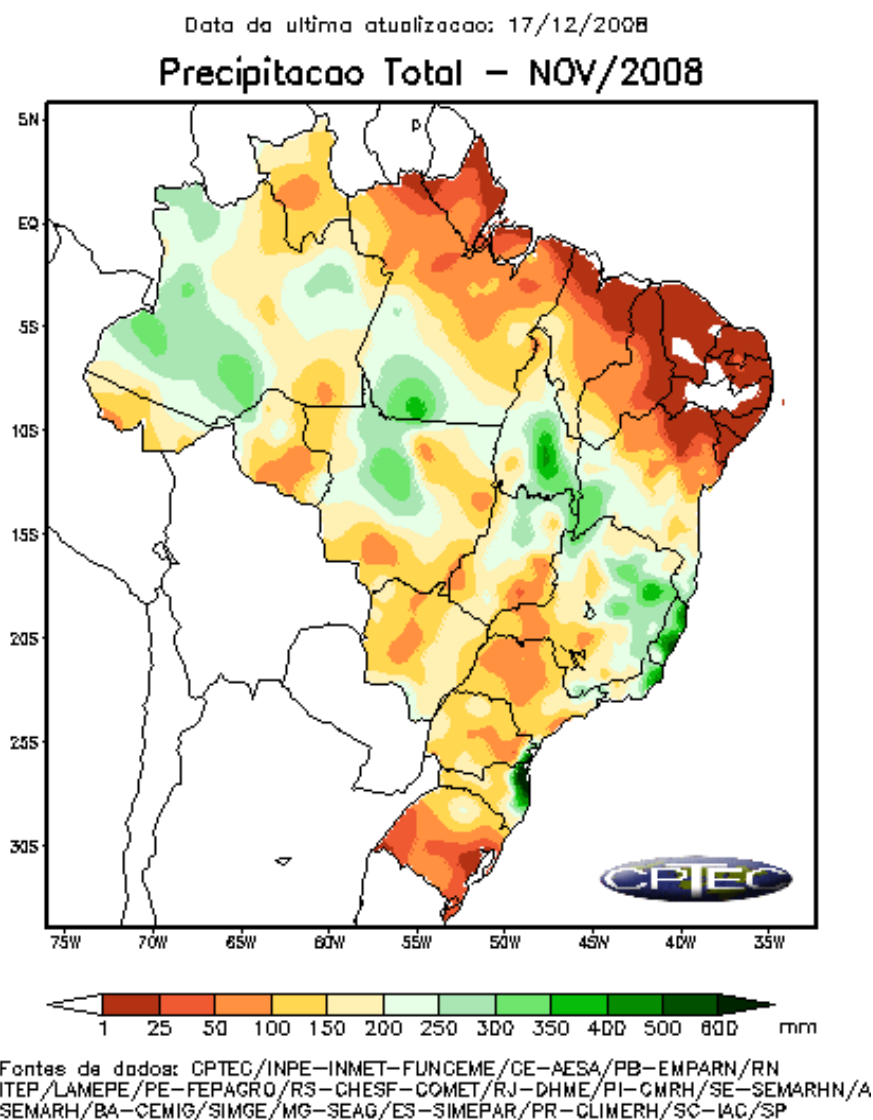 Data da ultima atualizacao: 17/12/2008
Precipitacao Total – NOV/2008
5N
EQ
5S
10S
15S
20S
25S
30S
CPTEC
75W 70W 65W 60W 55W 50W 45W 40W 35W
1 25 50 100 150 200 250 300 350 400 500 600 mm
Fontes de dados: CPTEC/INPE-INMET-FUNCEME/CE-AESA/PB-EMPARN/RN
ITEP/LAMEPE/PE-FEPAGRO/RS-CHESF-COMET/RJ-DHME/PI-CMRH/SE-SEMARHN/A
SEMARH/BA-CEMIG/SIMGE/MG-SEAG/ES-SIMEPAR/PR-CLIMERH/SC-IAC/SP